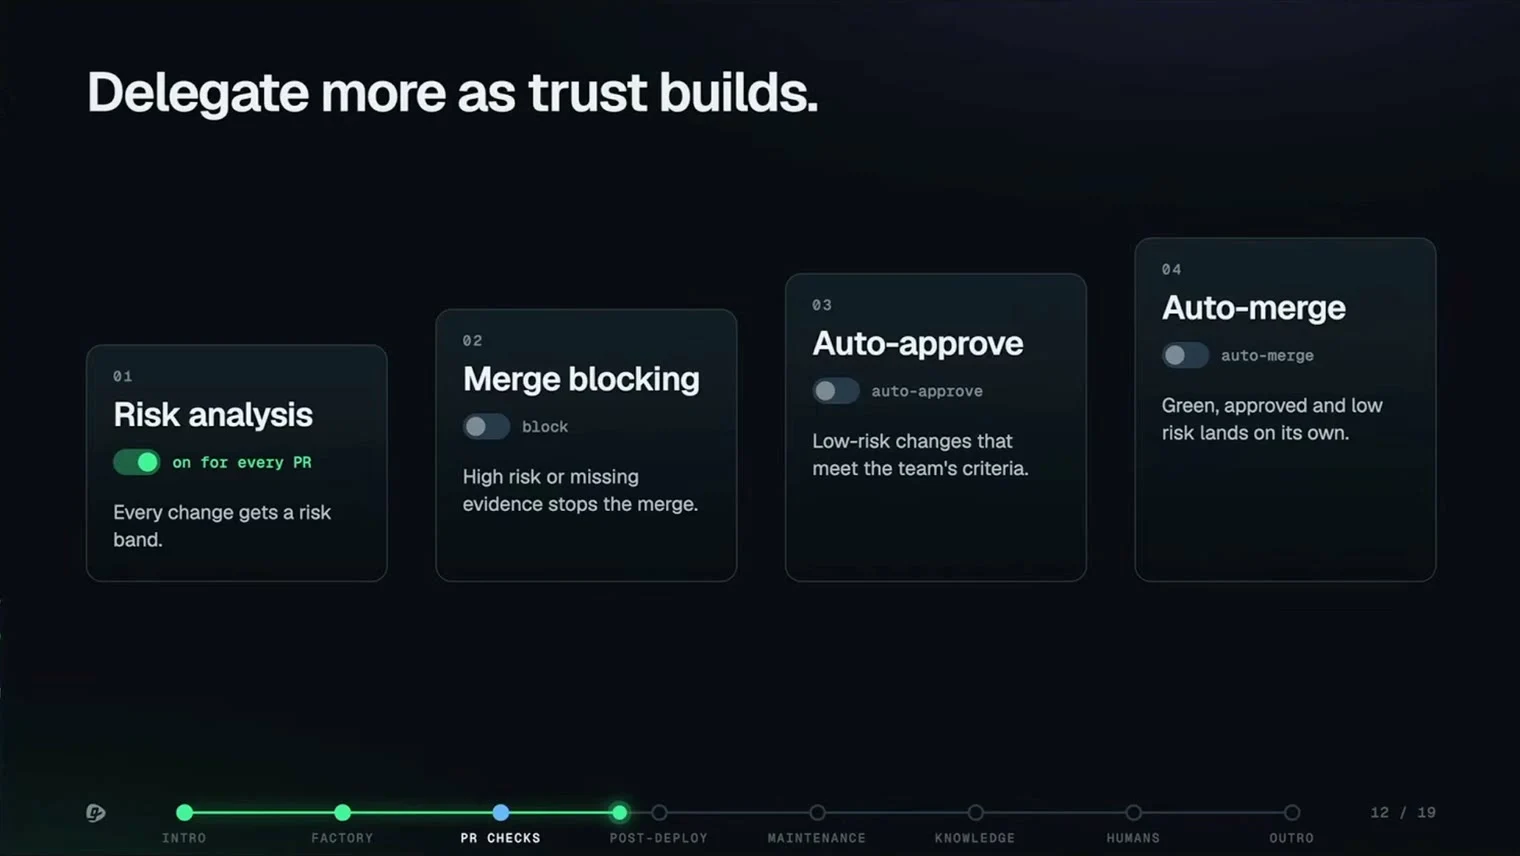 Delegate more as trust builds.
01
Risk analysis
on for every PR
Every change gets a risk
band.
02
Merge blocking
block
High risk or missing
evidence stops the merge.
03
Auto-approve
auto-approve
Low-risk changes that
meet the team's criteria.
04
Auto-merge
auto-merge
Green, approved and low
risk lands on its own.
INTRO
FACTORY
PR CHECKS
POST-DEPLOY
MAINTENANCE
KNOWLEDGE
HUMANS
OUTRO
12 / 19